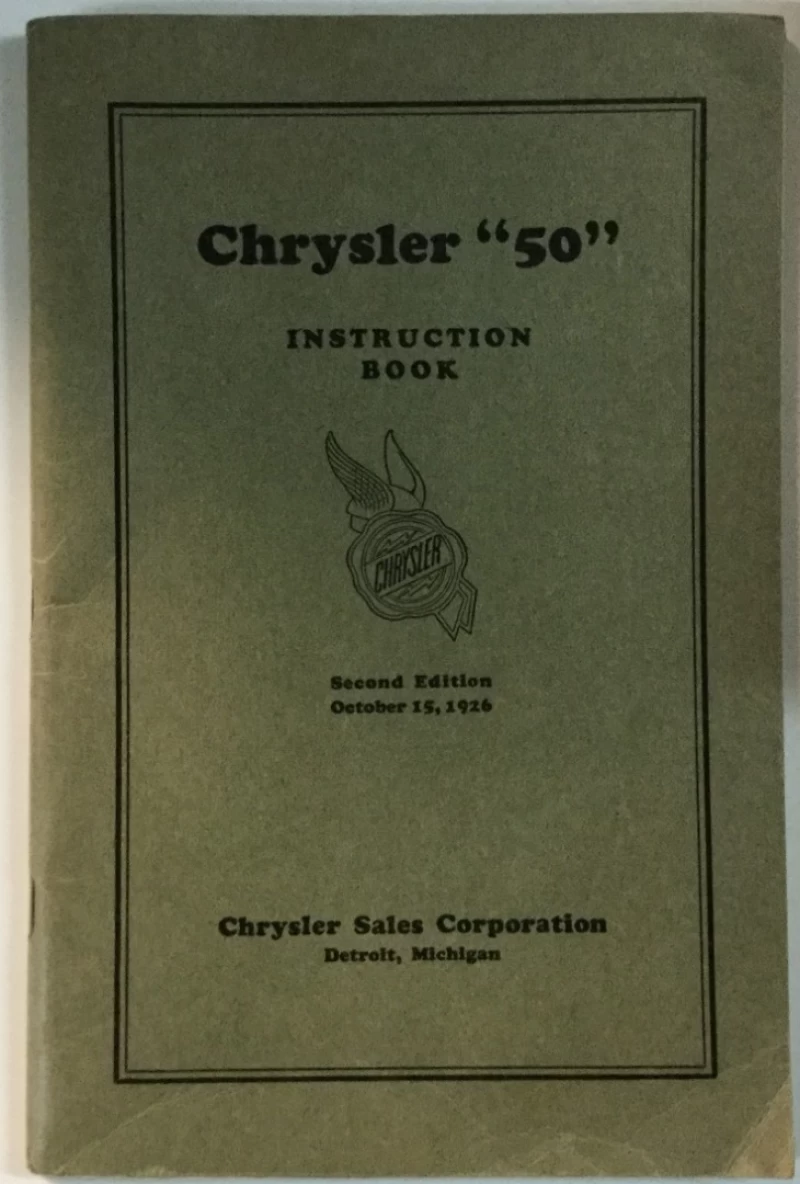 Chrysler “50”
INSTRUCTION
BOOK
CHRYSLER
Second Edition
October 15, 1926
Chrysler Sales Corporation
Detroit, Michigan